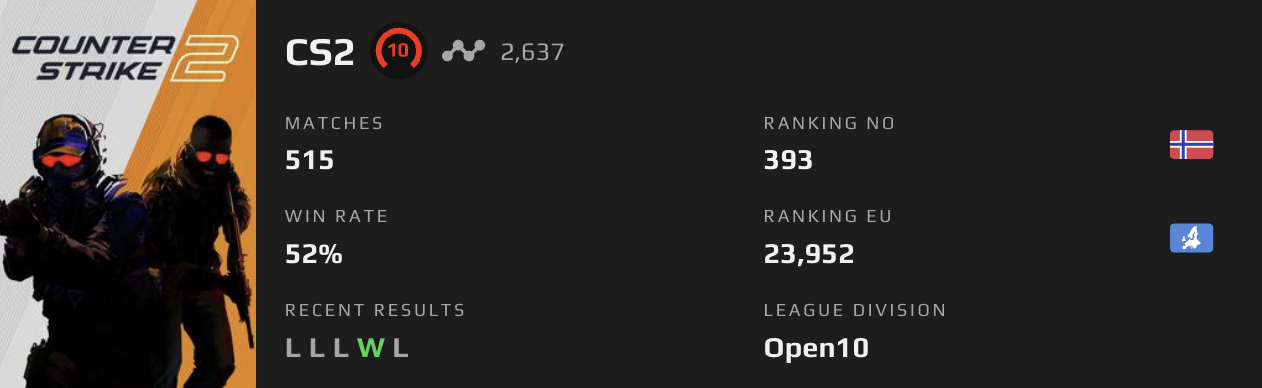 COUNTER
STRIKE 2
CS2 10 2,637
MATCHES
515
RANKING NO
393
WIN RATE
52%
RANKING EU
23,952
RECENT RESULTS
L L L W L
LEAGUE DIVISION
Open10